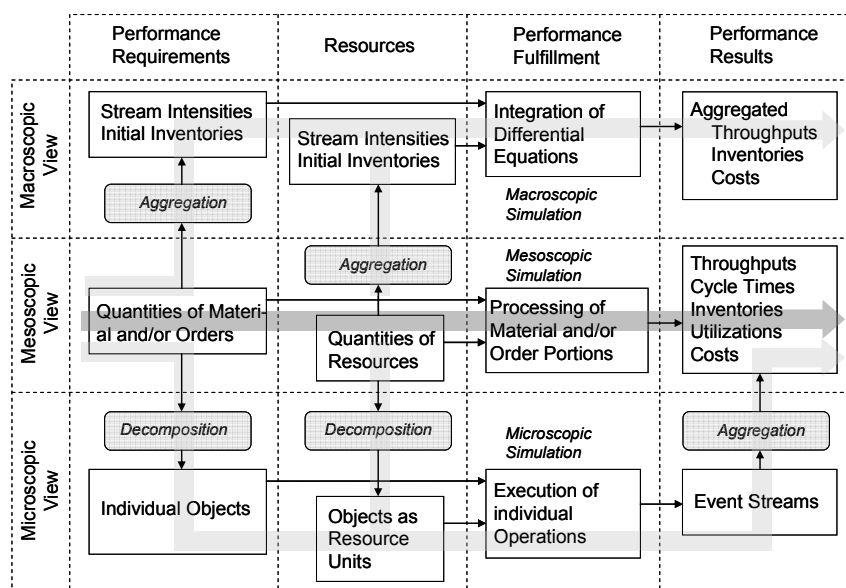 Performance
Requirements
Resources
Performance
Fulfillment
Performance
Results
Macroscopic
View
Stream Intensities
Initial Inventories
Stream Intensities
Initial Inventories
Integration of
Differential
Equations
Aggregated
Throughputs
Inventories
Costs
Aggregation
Macroscopic
Simulation
Mesoscopic
View
Aggregation
Mesoscopic
Simulation
Quantities of Materi-
al and/or Orders
Quantities of
Resources
Processing of
Material and/or
Order Portions
Throughputs
Cycle Times
Inventories
Utilizations
Costs
Microscopic
View
Decomposition
Decomposition
Microscopic
Simulation
Aggregation
Individual Objects
Objects as
Resource
Units
Execution of
individual
Operations
Event Streams